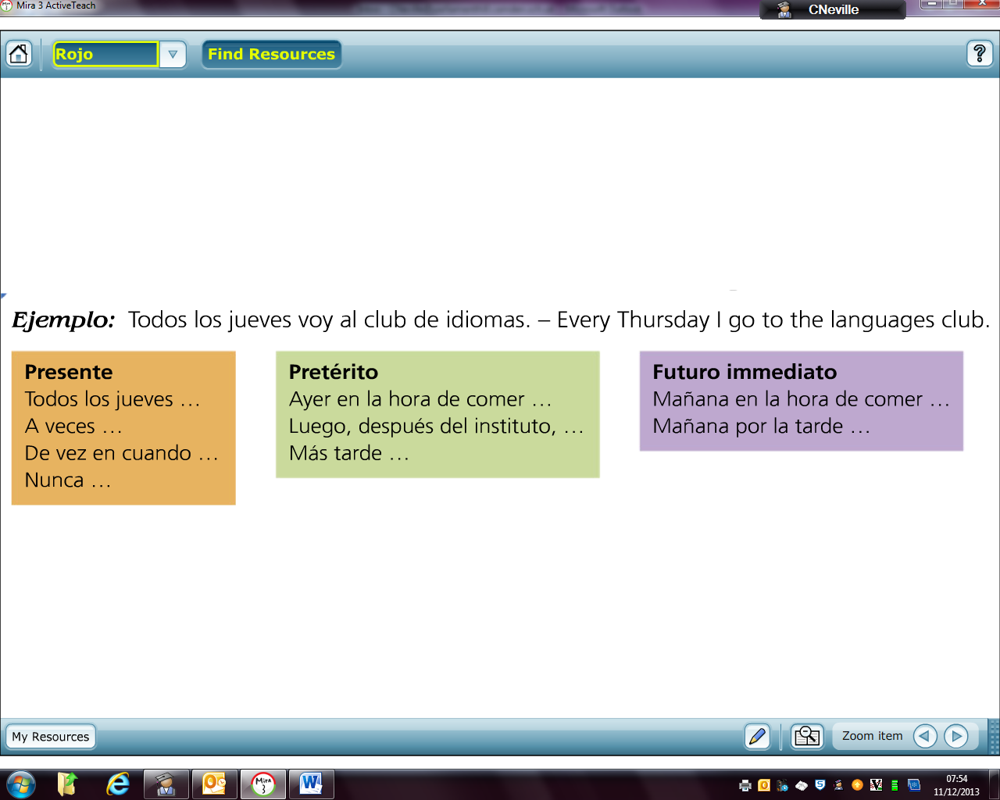 Mira 3 ActiveTeach
CNeville
Rojo
Find Resources
?
Ejemplo: Todos los jueves voy al club de idiomas. – Every Thursday I go to the languages club.
Presente
Todos los jueves …
A veces …
De vez en cuando …
Nunca …
Pretérito
Ayer en la hora de comer …
Luego, después del instituto, …
Más tarde …
Futuro immediato
Mañana en la hora de comer …
Mañana por la tarde …
My Resources
Zoom item
Mira 3
07:54
11/12/2013